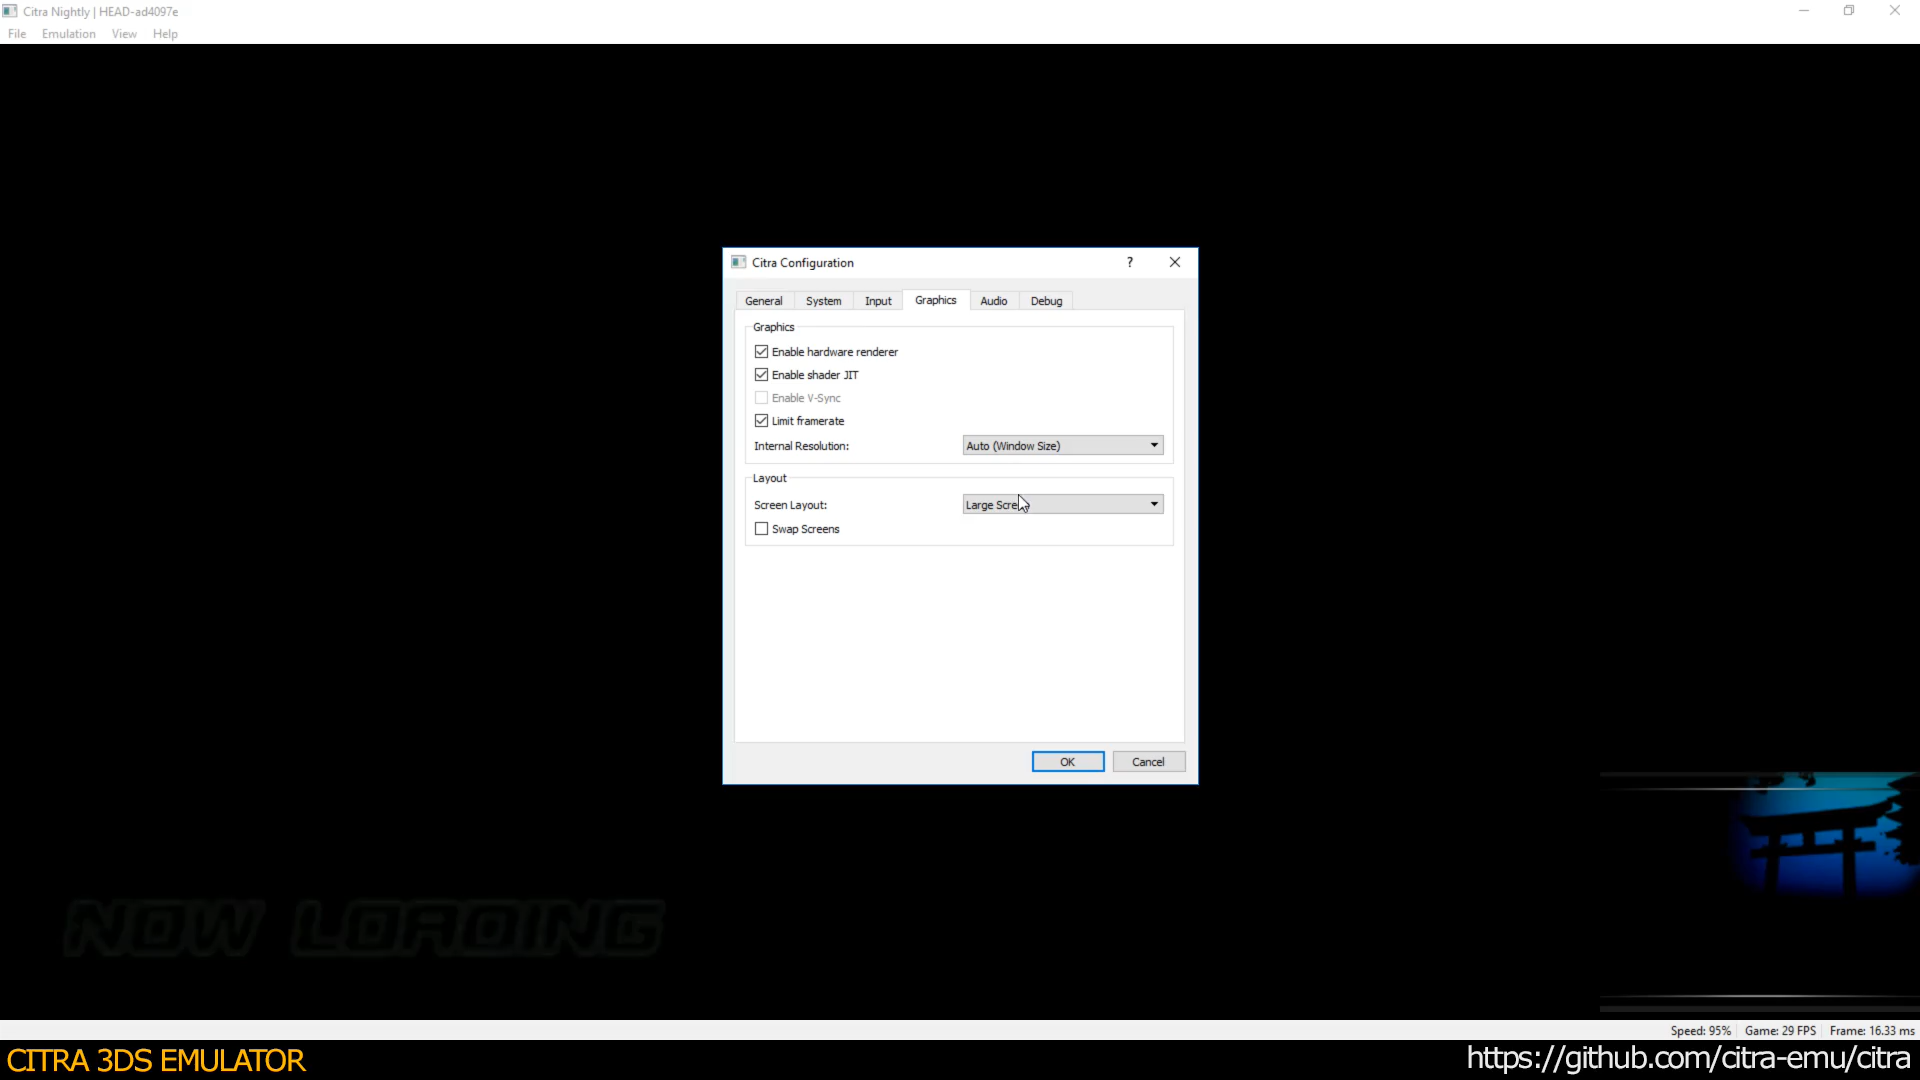 Citra Nightly | HEAD-ad4097e
File Emulation View Help
Citra Configuration
?
General System Input Graphics Audio Debug
Graphics
Enable hardware renderer
Enable shader JIT
Enable V-Sync
Limit framerate
Internal Resolution: Auto (Window Size)
Layout
Screen Layout: Large Screen
Swap Screens
OK Cancel
NOW LOADING
Speed: 95% Game: 29 FPS Frame: 16.33 ms
CITRA 3DS EMULATOR https://github.com/citra-emu/citra